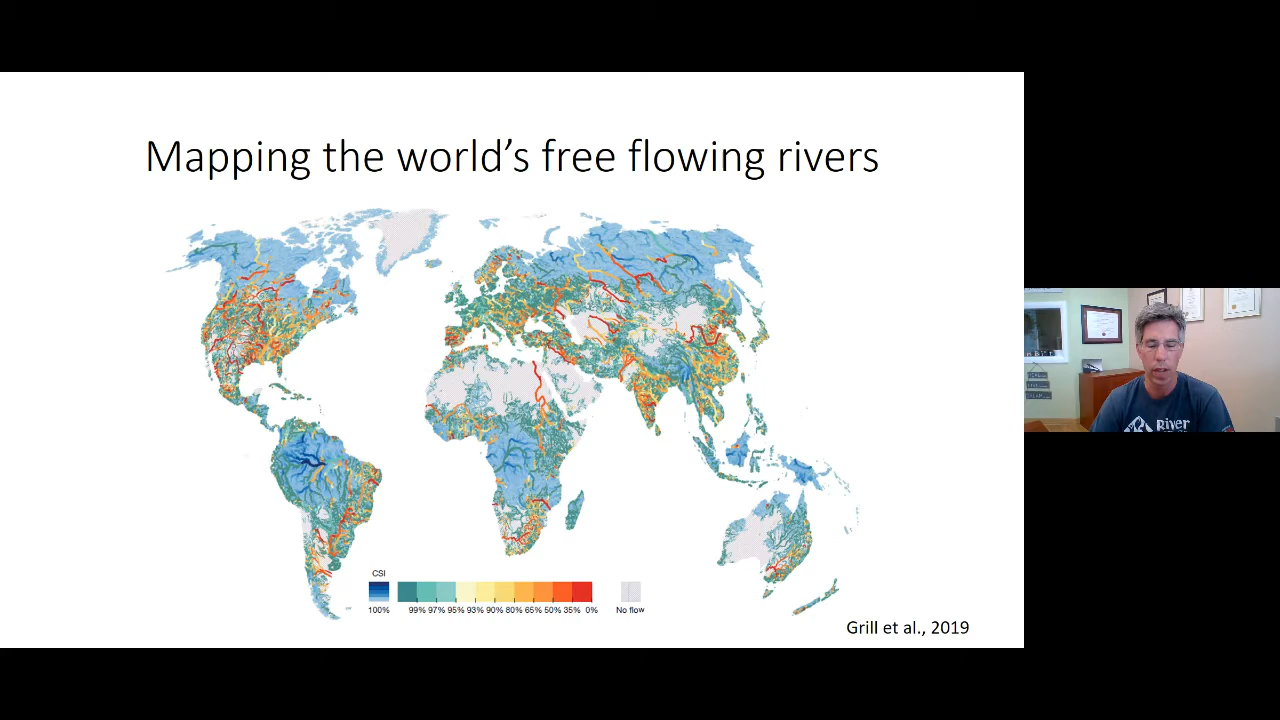 Mapping the world's free flowing rivers
CSI
100%
99% 97% 95% 93% 90% 80% 65% 50% 35% 0%
No flow
Grill et al., 2019
River